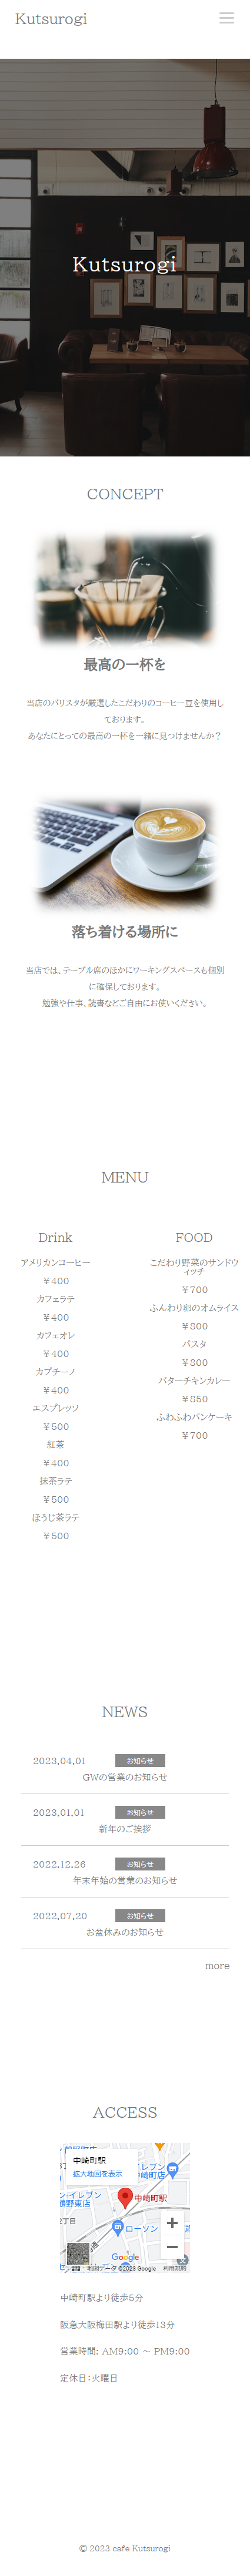 Kutsurogi
Kutsurogi
CONCEPT
最高の一杯を
当店のバリスタが厳選したこだわりのコーヒー豆を使用し
ております。
あなたにとっての最高の一杯を一緒に見つけませんか？
落ち着ける場所に
当店では、テーブル席のほかにワーキングスペースも個別
に確保しております。
勉強や仕事、読書などご自由にお使いください。
MENU
Drink
アメリカンコーヒー
￥400
カフェラテ
￥400
カフェオレ
￥400
カプチーノ
￥400
エスプレッソ
￥500
紅茶
￥400
抹茶ラテ
￥500
ほうじ茶ラテ
￥500
FOOD
こだわり野菜のサンドウ
ィッチ
￥700
ふんわり卵のオムライス
￥800
パスタ
￥800
バターチキンカレー
￥850
ふわふわパンケーキ
￥700
NEWS
2023.04.01 お知らせ
GWの営業のお知らせ
2023.01.01 お知らせ
新年のご挨拶
2022.12.26 お知らせ
年末年始の営業のお知らせ
2022.07.20 お知らせ
お盆休みのお知らせ
more
ACCESS
中崎町駅
拡大地図を表示
イレブン
中崎町店
ン-イレブン
中崎町駅
ローソン
Google
地図データ ©2023 Google
利用規約
中崎町駅より徒歩5分
阪急大阪梅田駅より徒歩13分
営業時間: AM9:00 ～ PM9:00
定休日：火曜日
© 2023 cafe Kutsurogi